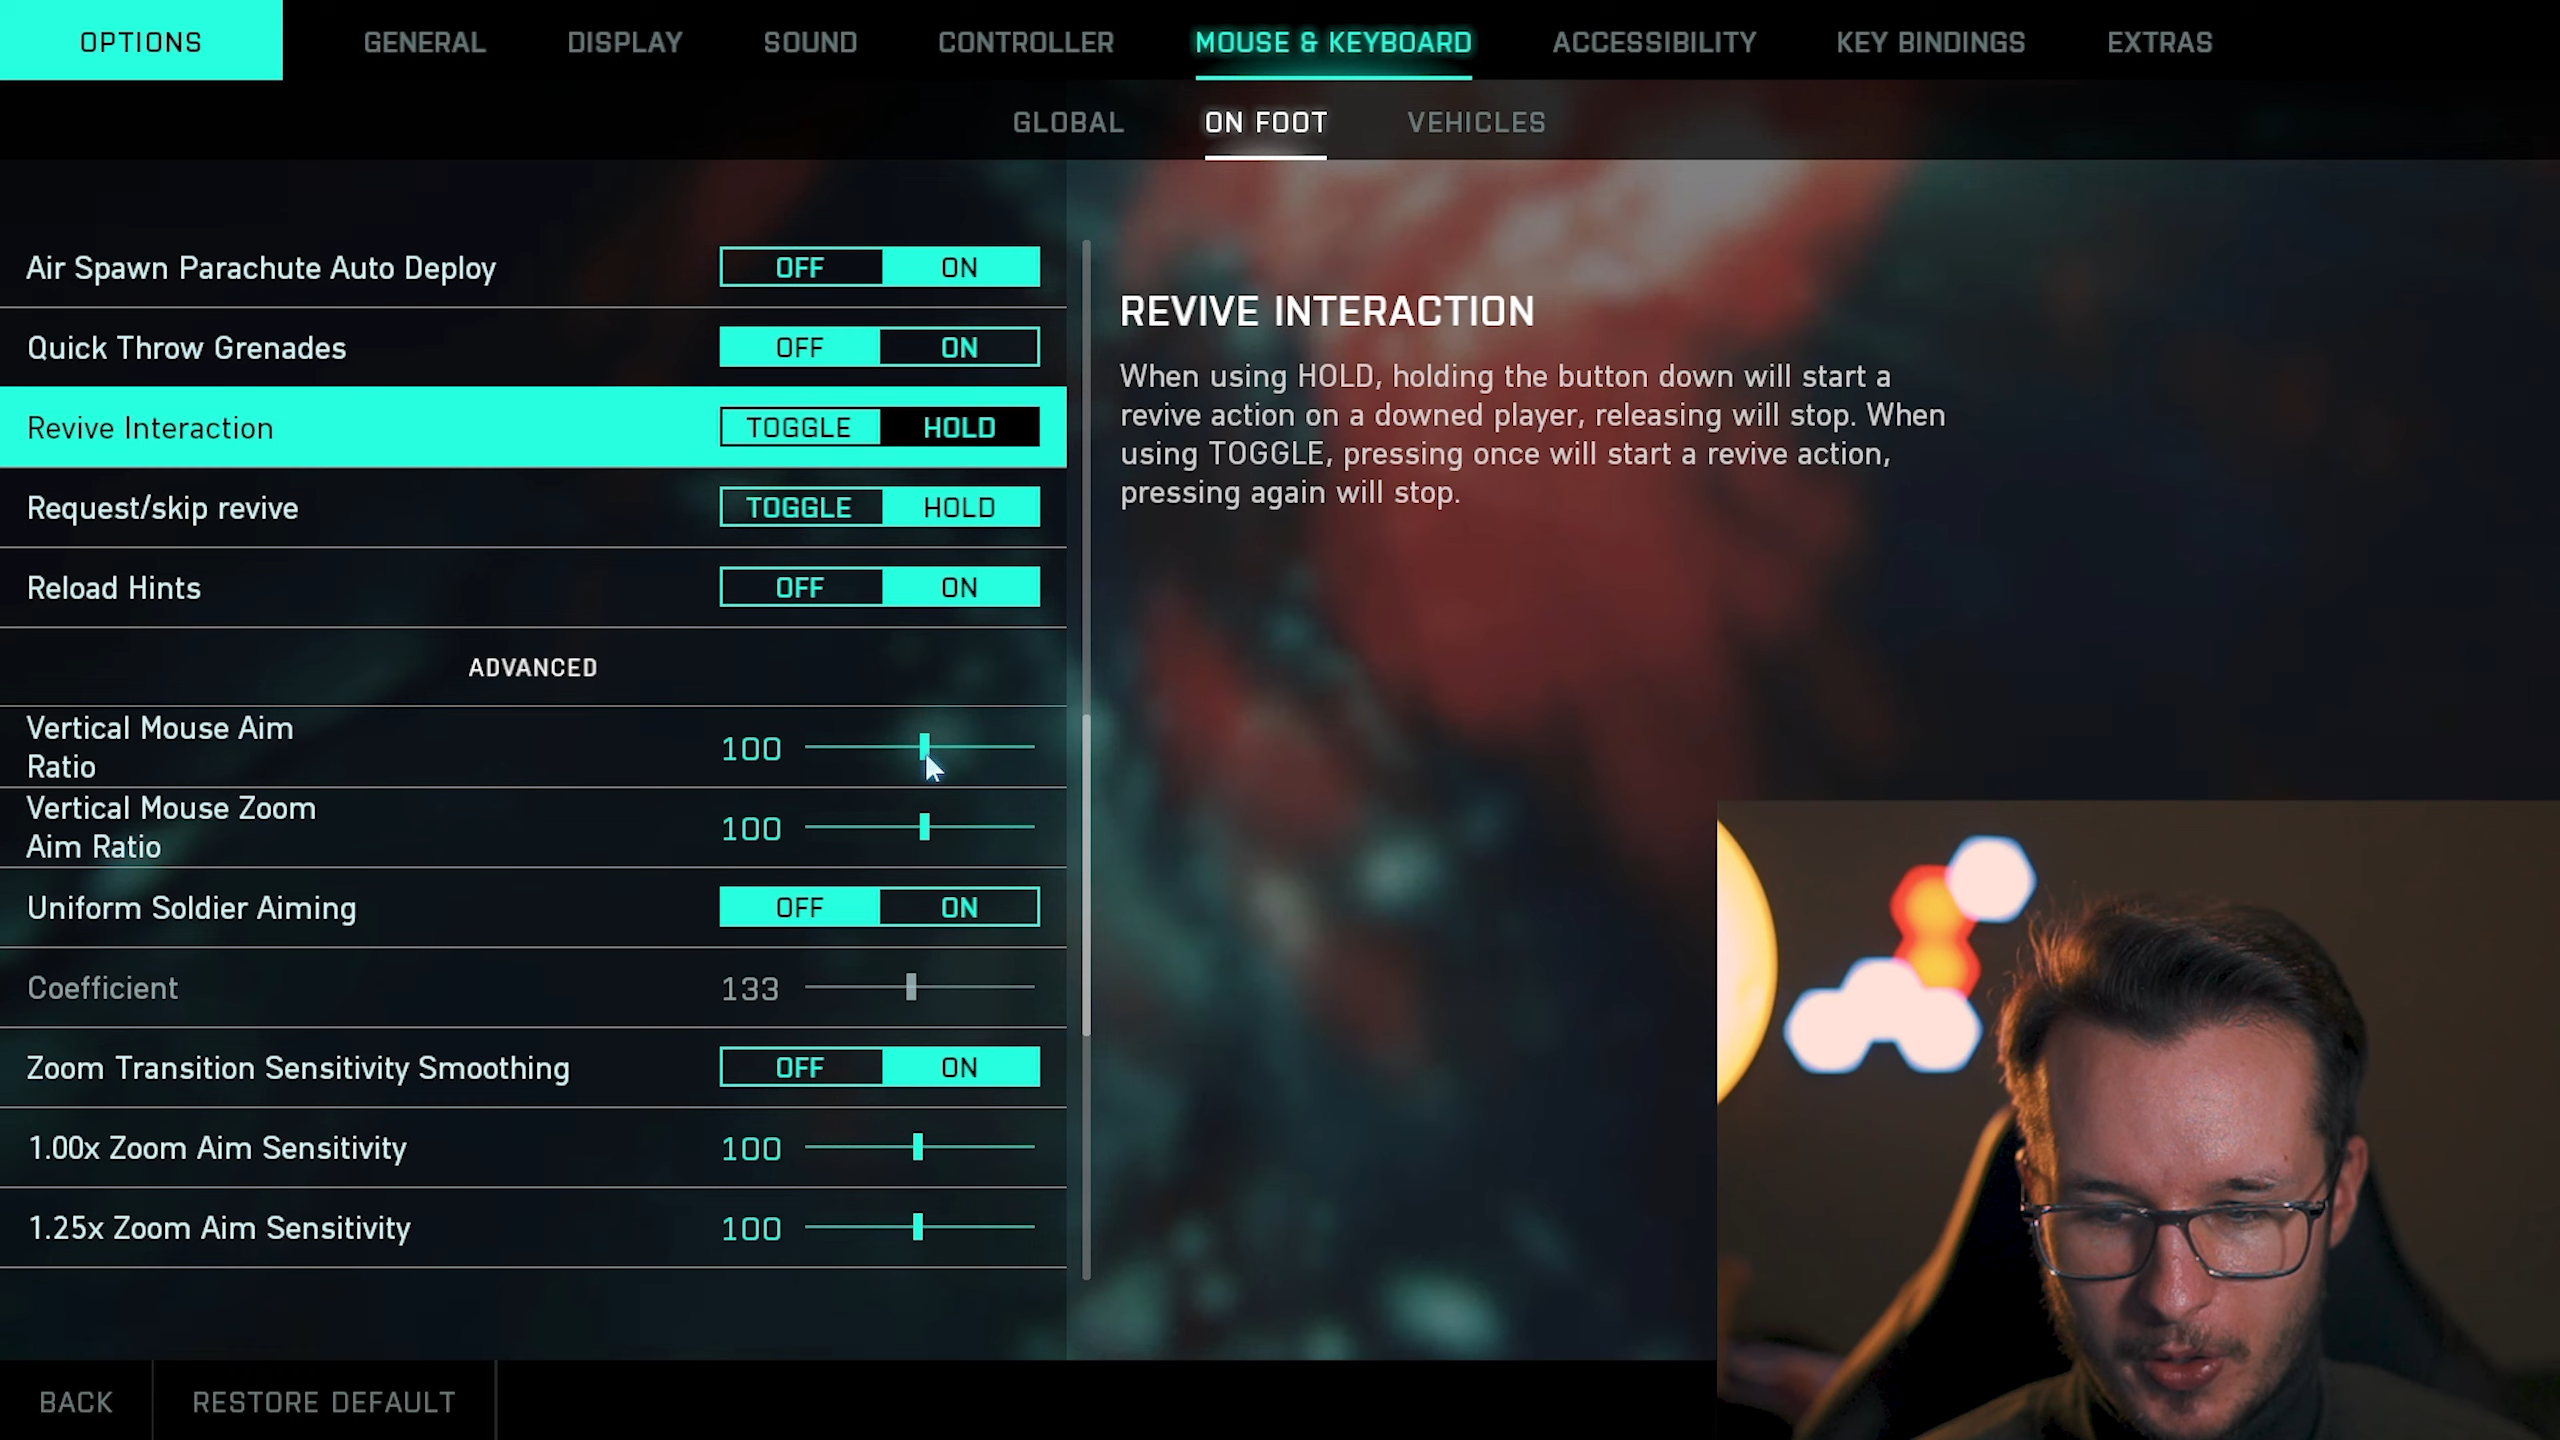 OPTIONS GENERAL DISPLAY SOUND CONTROLLER MOUSE & KEYBOARD ACCESSIBILITY KEY BINDINGS EXTRAS
GLOBAL ON FOOT VEHICLES
Air Spawn Parachute Auto Deploy OFF ON
Quick Throw Grenades OFF ON
Revive Interaction TOGGLE HOLD
Request/skip revive TOGGLE HOLD
Reload Hints OFF ON
ADVANCED
Vertical Mouse Aim
Ratio
100
Vertical Mouse Zoom
Aim Ratio
100
Uniform Soldier Aiming OFF ON
Coefficient 133
Zoom Transition Sensitivity Smoothing OFF ON
1.00x Zoom Aim Sensitivity 100
1.25x Zoom Aim Sensitivity 100
REVIVE INTERACTION
When using HOLD, holding the button down will start a
revive action on a downed player, releasing will stop. When
using TOGGLE, pressing once will start a revive action,
pressing again will stop.
BACK RESTORE DEFAULT